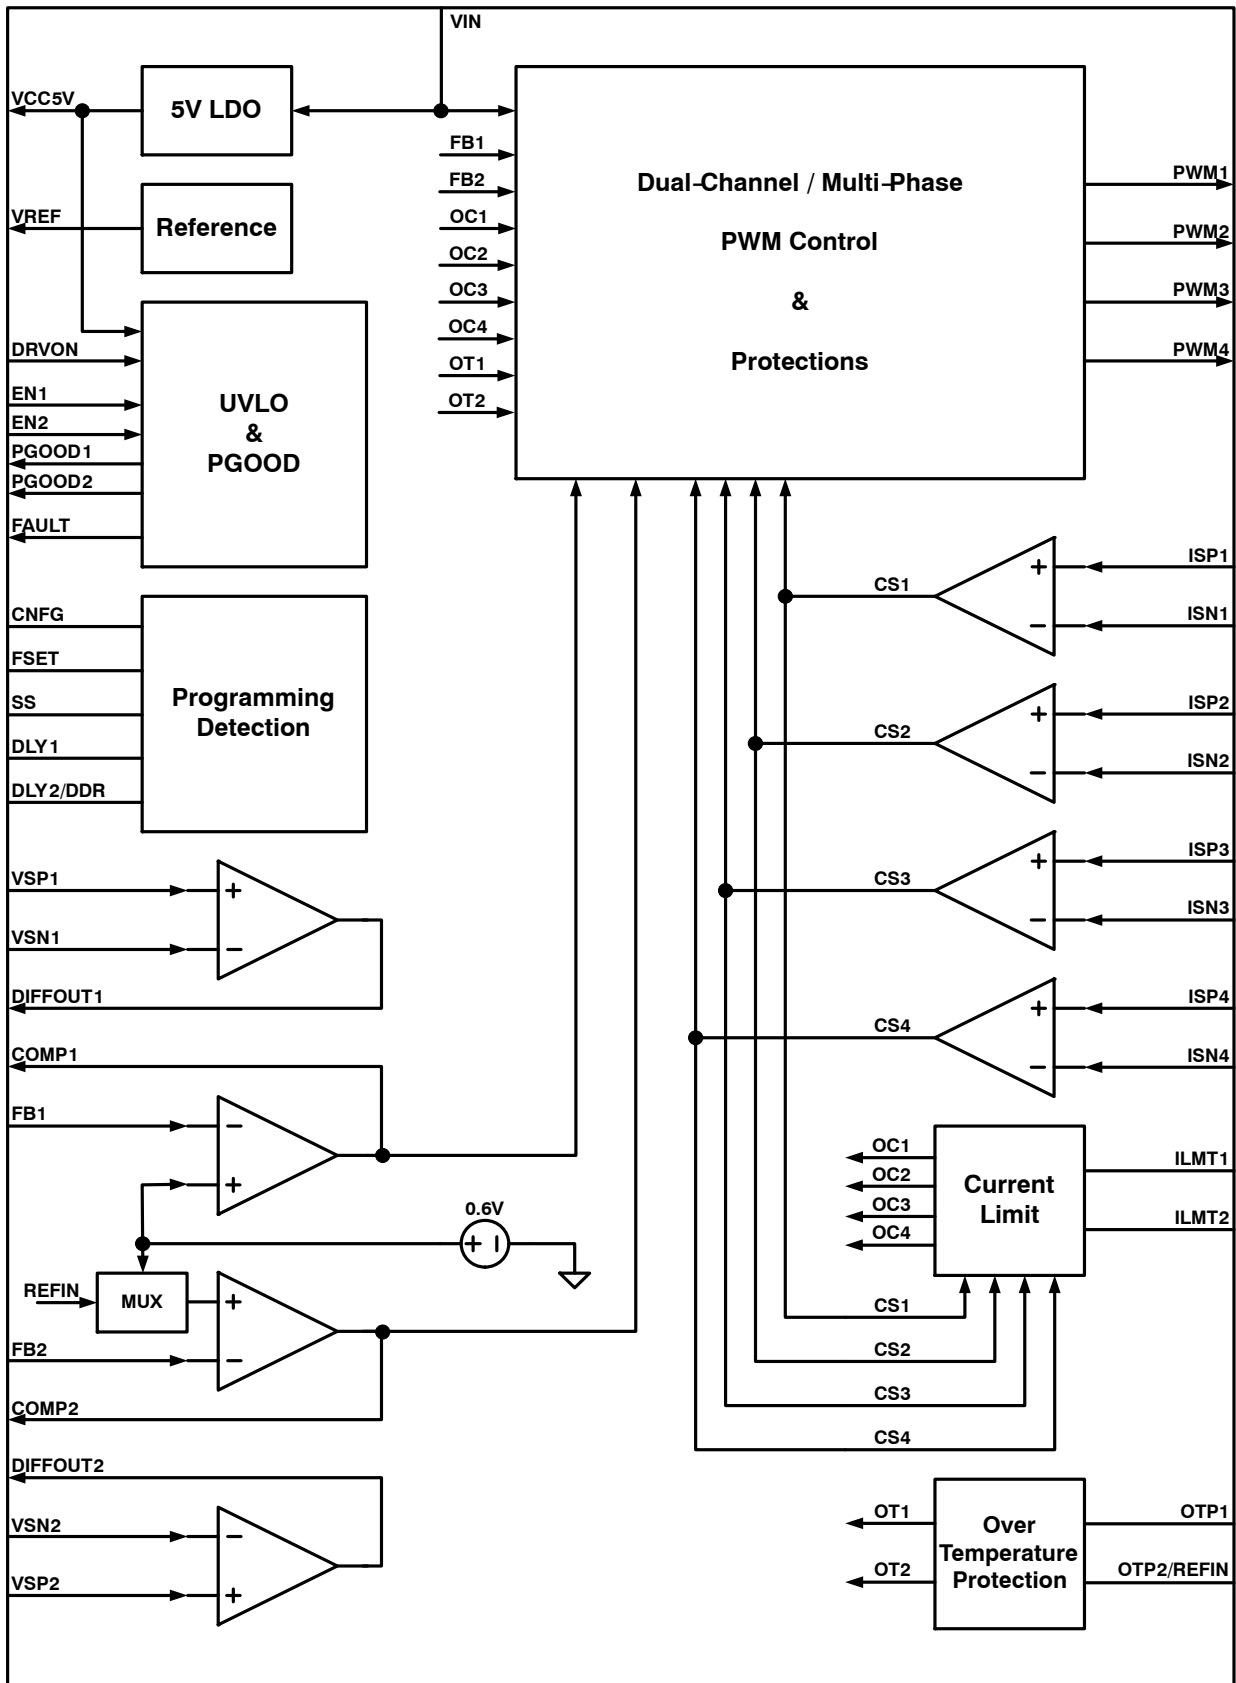 VIN
VCC5V
5V LDO
VREF
Reference
DRVON
EN1
EN2
PGOOD1
PGOOD2
FAULT
UVLO
&
PGOOD
CNFG
FSET
SS
DLY1
DLY2/DDR
Programming
Detection
FB1
FB2
OC1
OC2
OC3
OC4
OT1
OT2
Dual-Channel / Multi-Phase
PWM Control
&
Protections
PWM1
PWM2
PWM3
PWM4
VSP1
+
VSN1
−
DIFFOUT1
COMP1
FB1
−
+
0.6V
+ −
REFIN
MUX
+
FB2
−
COMP2
DIFFOUT2
VSN2
−
VSP2
+
CS1
+
−
ISP1
ISN1
CS2
+
−
ISP2
ISN2
CS3
+
−
ISP3
ISN3
CS4
+
−
ISP4
ISN4
OC1
OC2
OC3
OC4
Current
Limit
ILMT1
ILMT2
CS1
CS2
CS3
CS4
OT1
OT2
Over
Temperature
Protection
OTP1
OTP2/REFIN